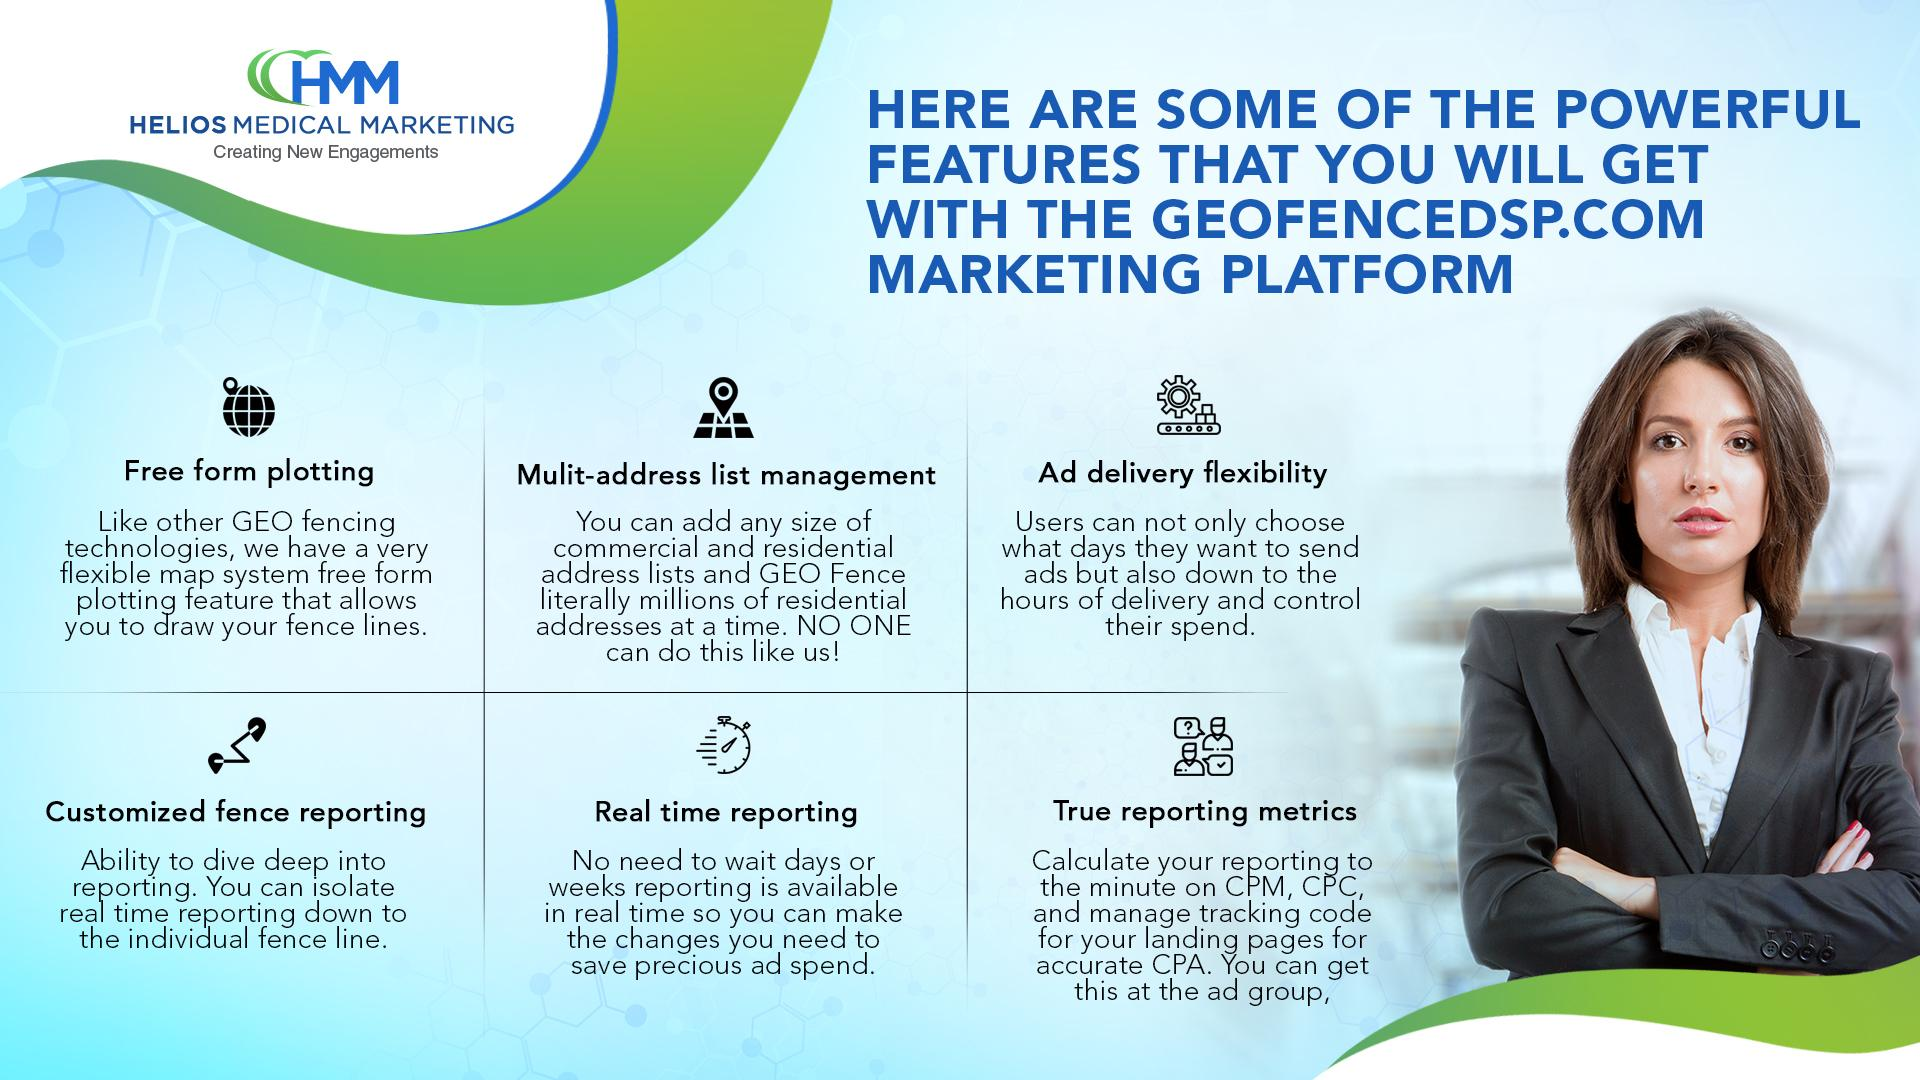 HMM
HELIOS MEDICAL MARKETING
Creating New Engagements
HERE ARE SOME OF THE POWERFUL
FEATURES THAT YOU WILL GET
WITH THE GEOFENCEDSP.COM
MARKETING PLATFORM
Free form plotting
Like other GEO fencing
technologies, we have a very
flexible map system free form
plotting feature that allows
you to draw your fence lines.
Mulit-address list management
You can add any size of
commercial and residential
address lists and GEO Fence
literally millions of residential
addresses at a time. NO ONE
can do this like us!
Ad delivery flexibility
Users can not only choose
what days they want to send
ads but also down to the
hours of delivery and control
their spend.
Customized fence reporting
Ability to dive deep into
reporting. You can isolate
real time reporting down to
the individual fence line.
Real time reporting
No need to wait days or
weeks reporting is available
in real time so you can make
the changes you need to
save precious ad spend.
True reporting metrics
Calculate your reporting to
the minute on CPM, CPC,
and manage tracking code
for your landing pages for
accurate CPA. You can get
this at the ad group,